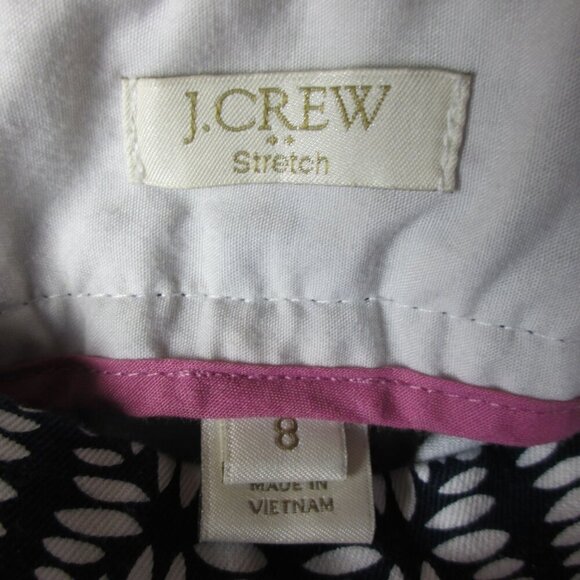 J.CREW
Stretch
8
MADE IN
VIETNAM